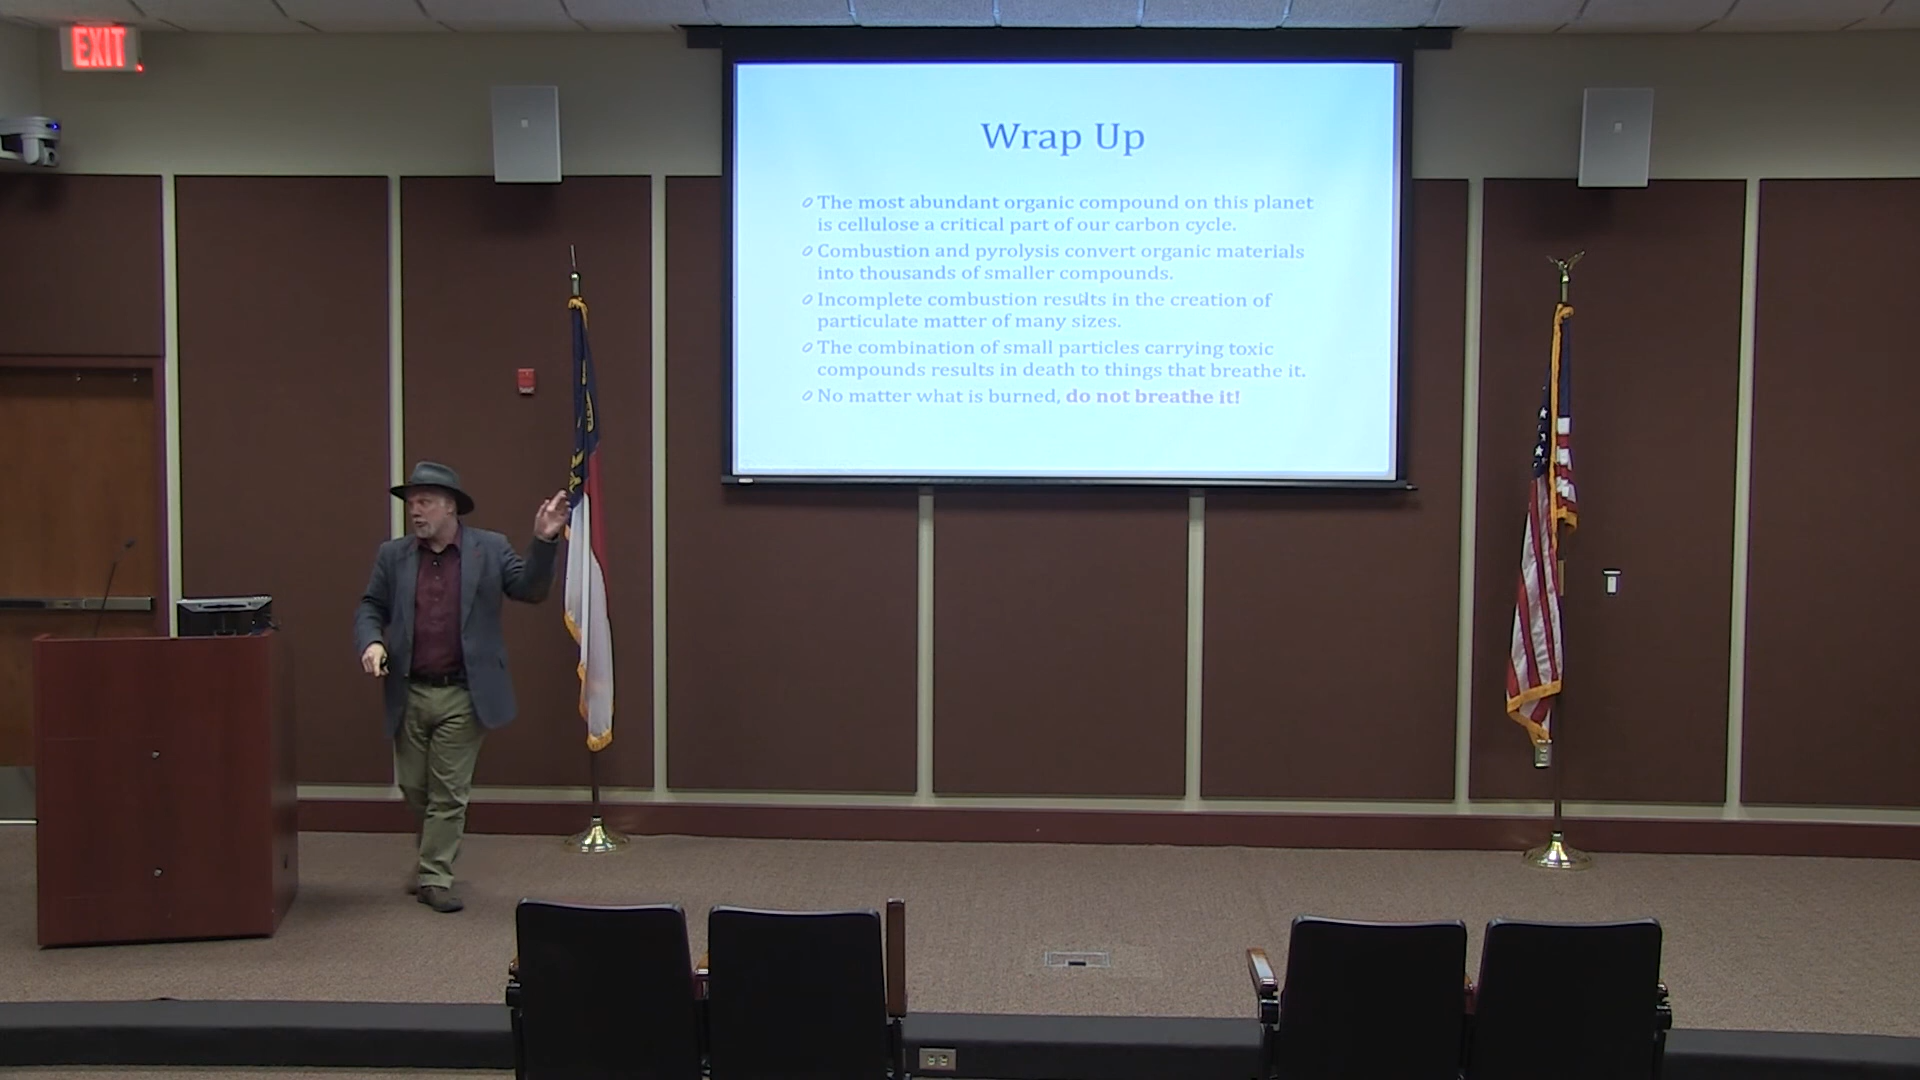 EXIT
Wrap Up
The most abundant organic compound on this planet
is cellulose a critical part of our carbon cycle.
Combustion and pyrolysis convert organic materials
into thousands of smaller compounds.
Incomplete combustion results in the creation of
particulate matter of many sizes.
The combination of small particles carrying toxic
compounds results in death to things that breathe it.
No matter what is burned, do not breathe it!